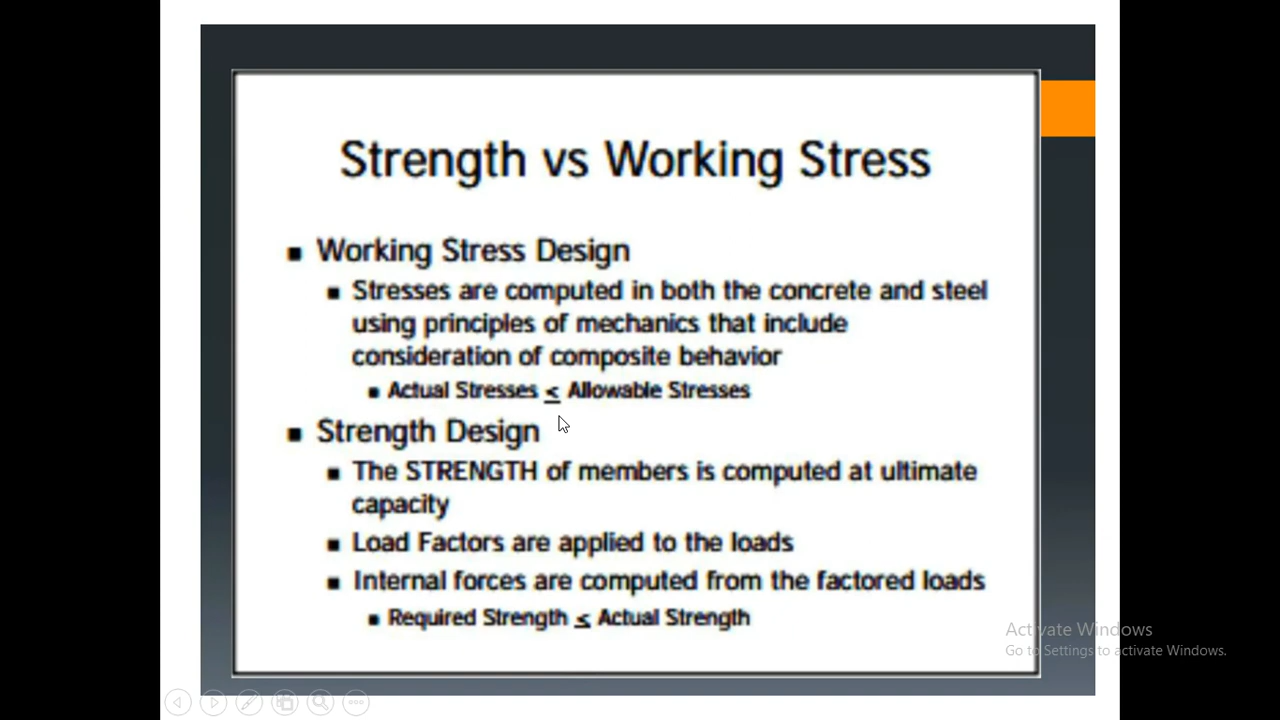 Strength vs Working Stress
▪ Working Stress Design
▪ Stresses are computed in both the concrete and steel
using principles of mechanics that include
consideration of composite behavior
▪ Actual Stresses ≤ Allowable Stresses
▪ Strength Design
▪ The STRENGTH of members is computed at ultimate
capacity
▪ Load Factors are applied to the loads
▪ Internal forces are computed from the factored loads
▪ Required Strength ≤ Actual Strength
Activate Windows
Go to Settings to activate Windows.